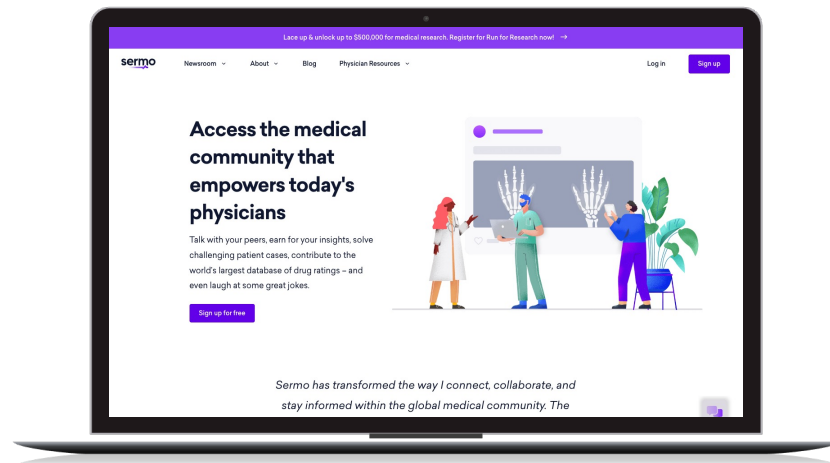 Lace up & unlock up to $500,000 for medical research. Register for Run for Research now! →
sermo Newsroom About Blog Physician Resources Log in Sign up
Access the medical
community that
empowers today's
physicians
Talk with your peers, earn for your insights, solve
challenging patient cases, contribute to the
world's largest database of drug ratings – and
even laugh at some great jokes.
Sign up for free
Sermo has transformed the way I connect, collaborate, and
stay informed within the global medical community. The